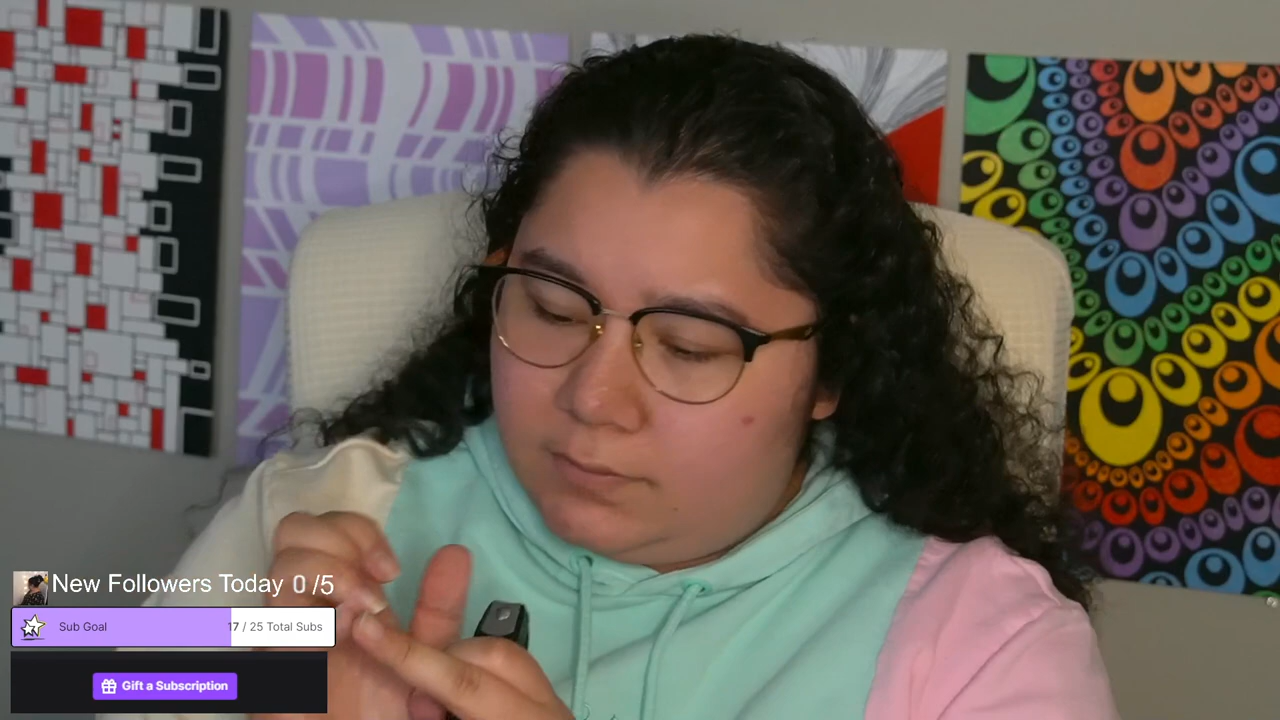 New Followers Today 0 /5
Sub Goal 17 / 25 Total Subs
Gift a Subscription